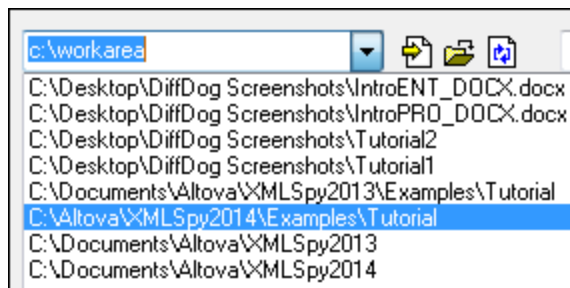 c:\workarea
C:\Desktop\DiffDog Screenshots\IntroENT_DOCX.docx
C:\Desktop\DiffDog Screenshots\IntroPRO_DOCX.docx
C:\Desktop\DiffDog Screenshots\Tutorial2
C:\Desktop\DiffDog Screenshots\Tutorial1
C:\Documents\Altova\XMLSpy2013\Examples\Tutorial
C:\Altova\XMLSpy2014\Examples\Tutorial
C:\Documents\Altova\XMLSpy2013
C:\Documents\Altova\XMLSpy2014